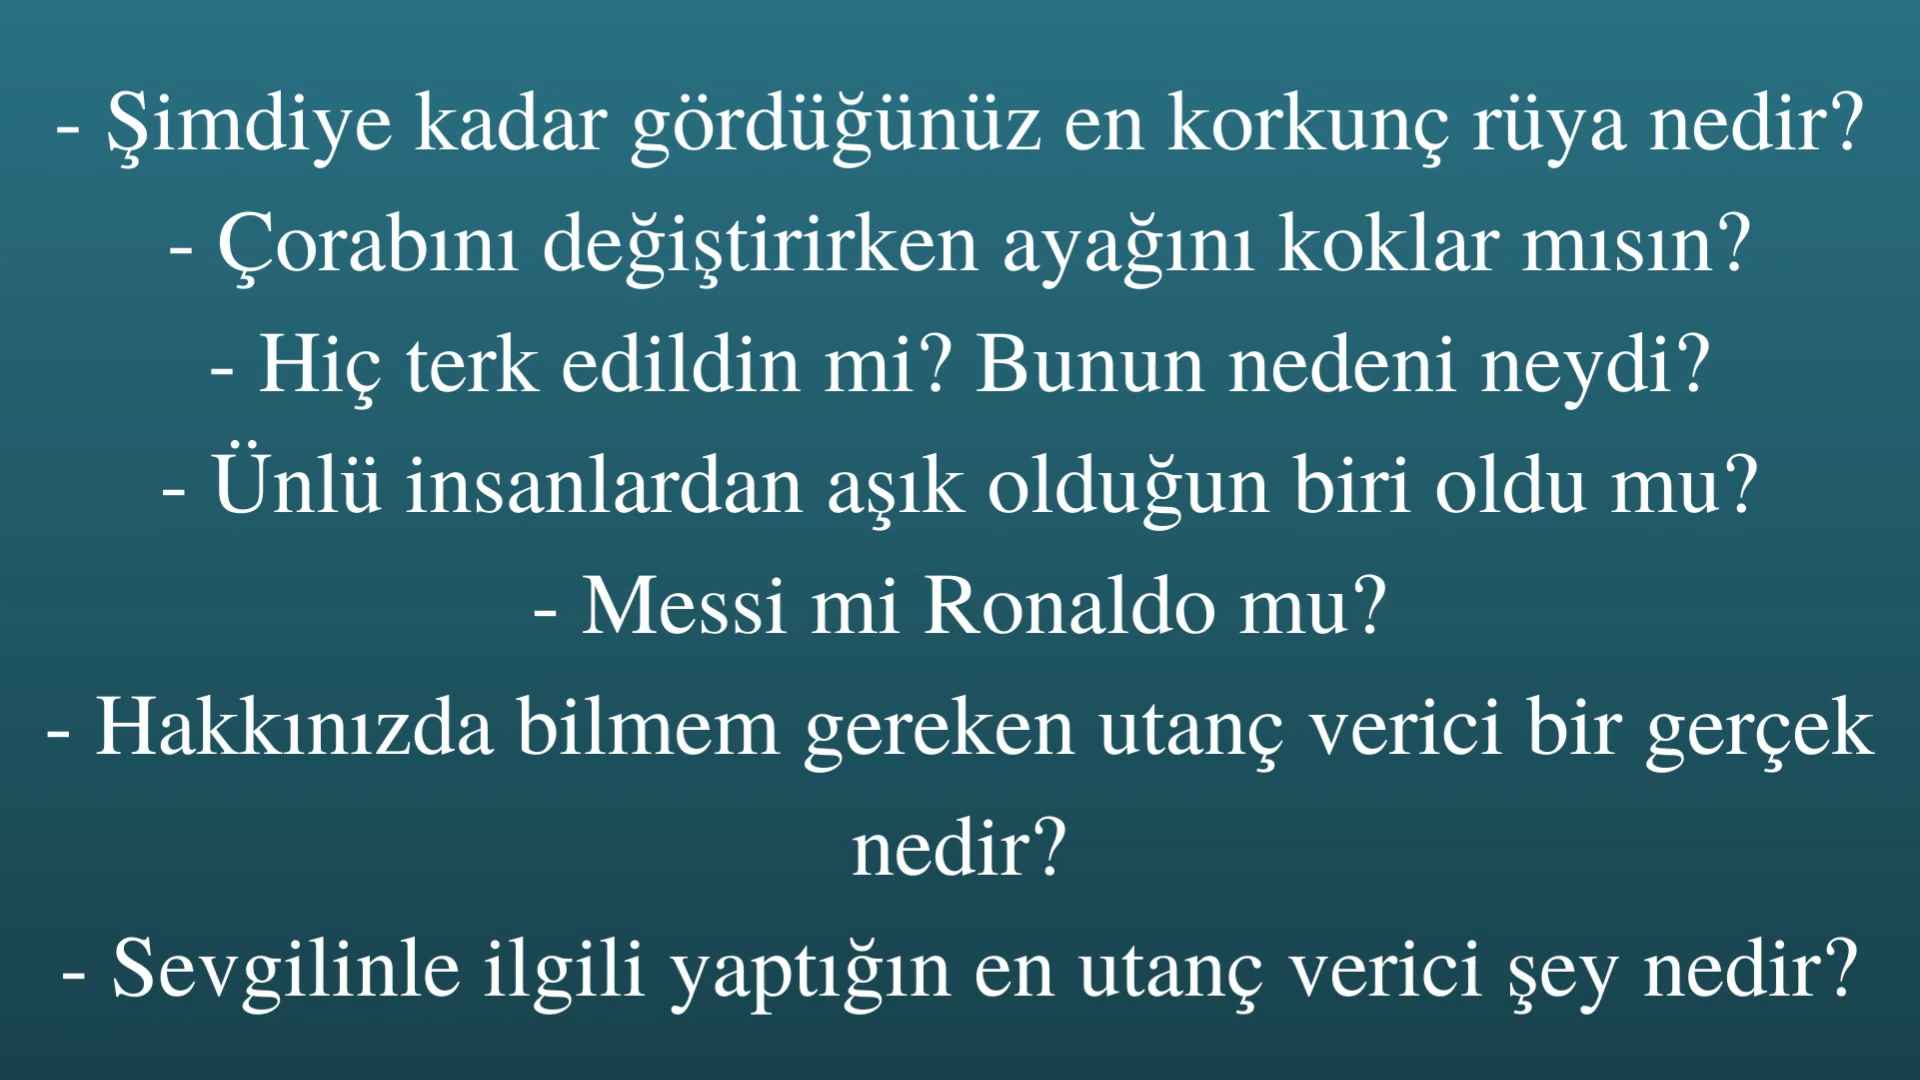 - Şimdiye kadar gördüğünüz en korkunç rüya nedir?
- Çorabını değiştirirken ayağını koklar mısın?
- Hiç terk edildin mi? Bunun nedeni neydi?
- Ünlü insanlardan aşık olduğun biri oldu mu?
- Messi mi Ronaldo mu?
- Hakkınızda bilmem gereken utanç verici bir gerçek
nedir?
- Sevgilinle ilgili yaptığın en utanç verici şey nedir?